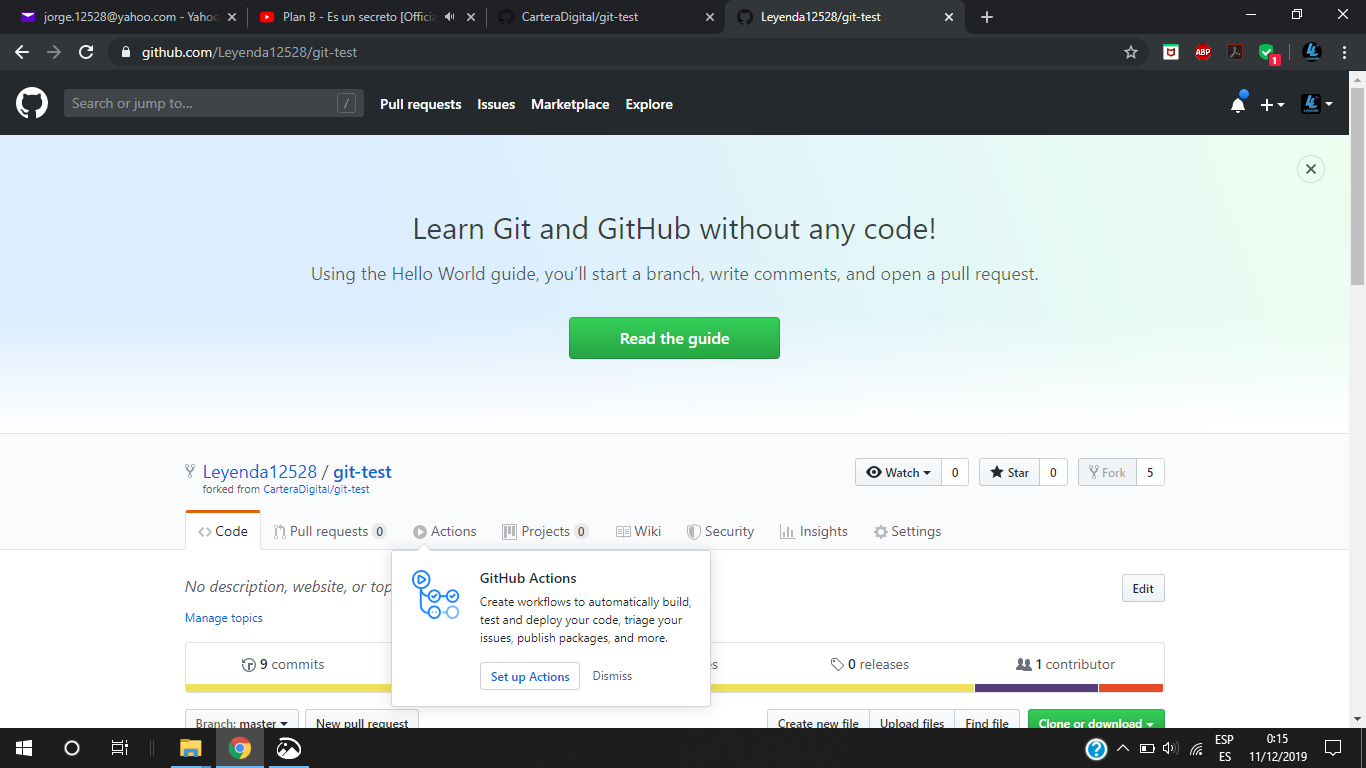 jorge.12528@yahoo.com - Yahoo
Plan B - Es un secreto [Officia
CarteraDigital/git-test
Leyenda12528/git-test
github.com/Leyenda12528/git-test
ABP
1
Search or jump to...
/
Pull requests
Issues
Marketplace
Explore
Learn Git and GitHub without any code!
Using the Hello World guide, you’ll start a branch, write comments, and open a pull request.
Read the guide
Leyenda12528 / git-test
forked from CarteraDigital/git-test
Watch 0
Star 0
Fork 5
Code
Pull requests 0
Actions
Projects 0
Wiki
Security
Insights
Settings
No description, website, or top
Edit
Manage topics
GitHub Actions
Create workflows to automatically build,
test and deploy your code, triage your
issues, publish packages, and more.
Set up Actions
Dismiss
9 commits
es
0 releases
1 contributor
Branch: master
New pull request
Create new file
Upload files
Find file
Clone or download
ESP
ES
0:15
11/12/2019